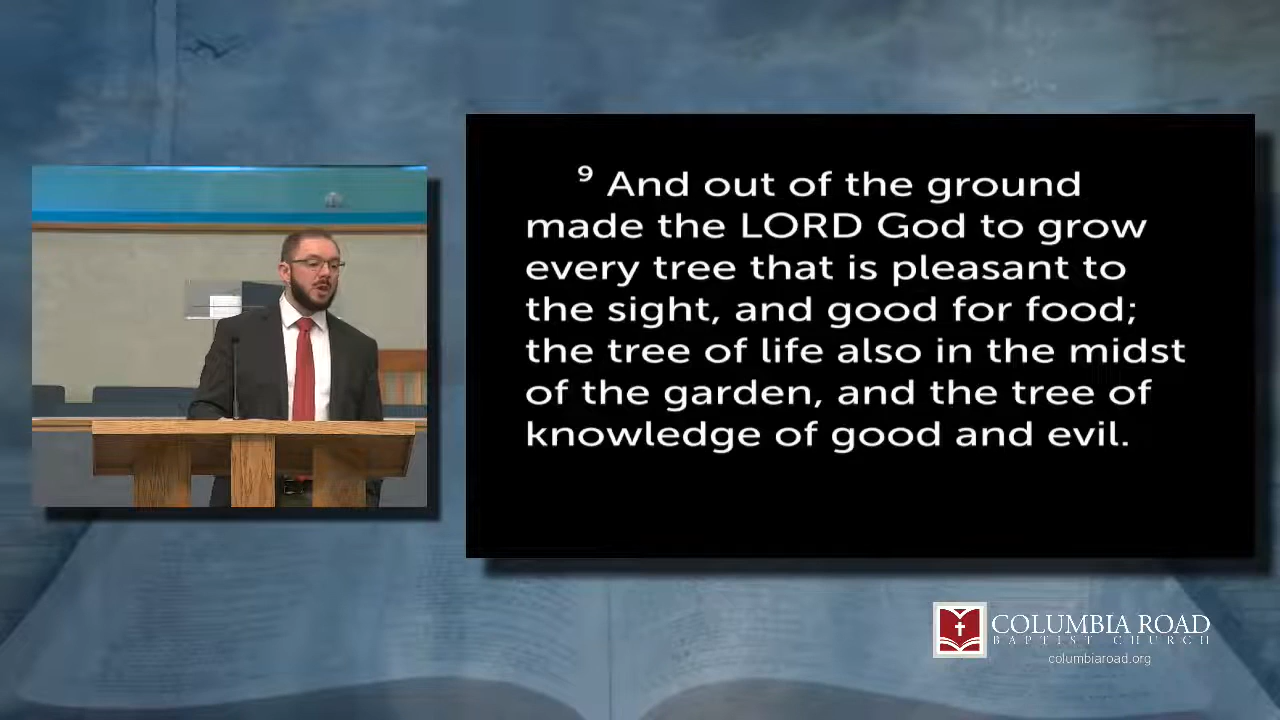 ⁹ And out of the ground
made the LORD God to grow
every tree that is pleasant to
the sight, and good for food;
the tree of life also in the midst
of the garden, and the tree of
knowledge of good and evil.
COLUMBIA ROAD
BAPTIST CHURCH
columbiaroad.org